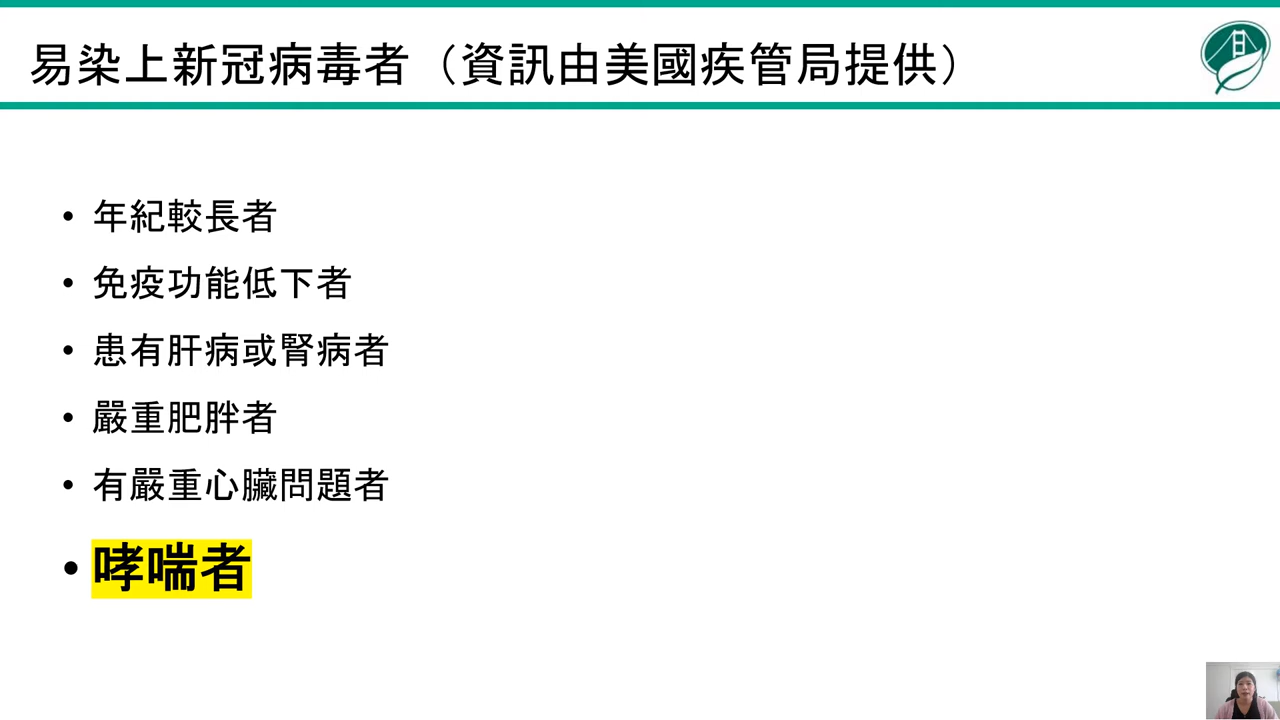 易染上新冠病毒者（資訊由美國疾管局提供）
• 年紀較長者
• 免疫功能低下者
• 患有肝病或腎病者
• 嚴重肥胖者
• 有嚴重心臟問題者
• 哮喘者